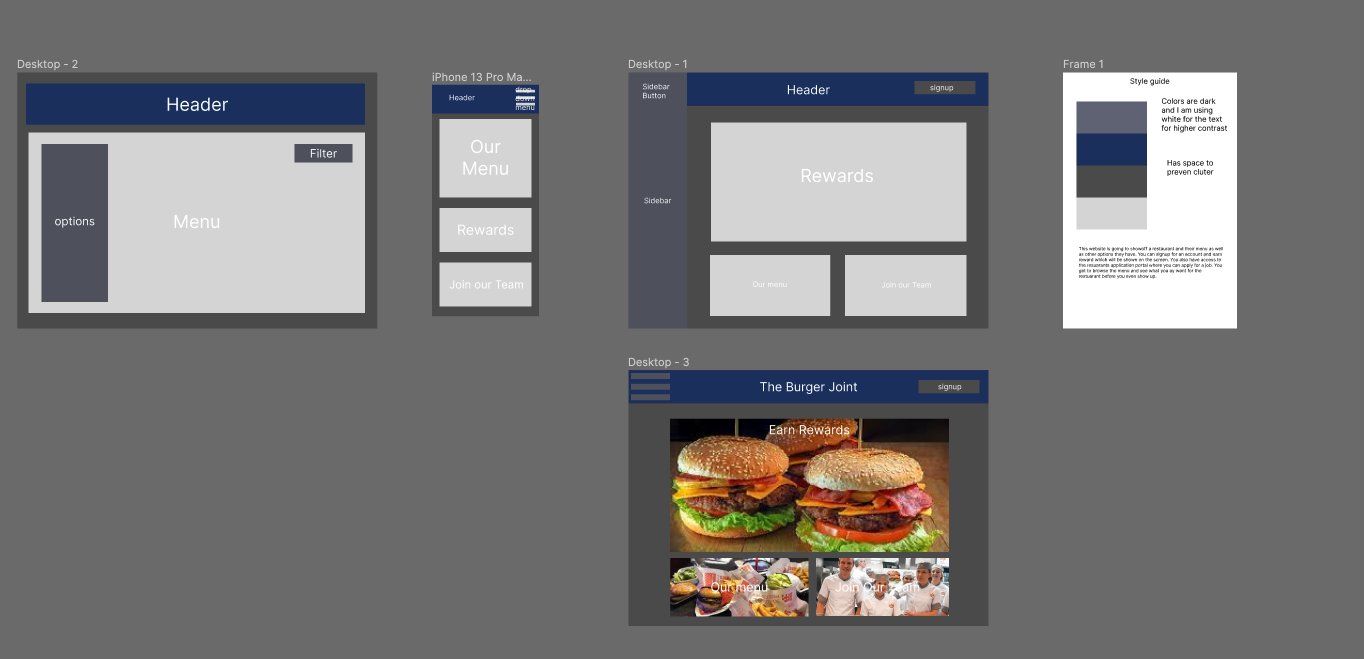 Desktop - 2
Header
Filter
options
Menu
iPhone 13 Pro Ma...
Header
drop
down
menu
Our
Menu
Rewards
Join our Team
Desktop - 1
Sidebar
Button
Header
signup
Sidebar
Rewards
Our menu
Join our Team
Frame 1
Style guide
Colors are dark
and I am using
white for the text
for higher contrast
Has space to
preven cluter
This website is going to showoff a restaurant and their menu as well
as other options they have. You can signup for an account and earn
reward which will be shown on the screen. You also have access to
the resuarants application portal where you can apply for a job. You
get to browse the menu and see what you ay want for the
restuarant before you even show up.
Desktop - 3
The Burger Joint
signup
Earn Rewards
Our menu
Join Our Team